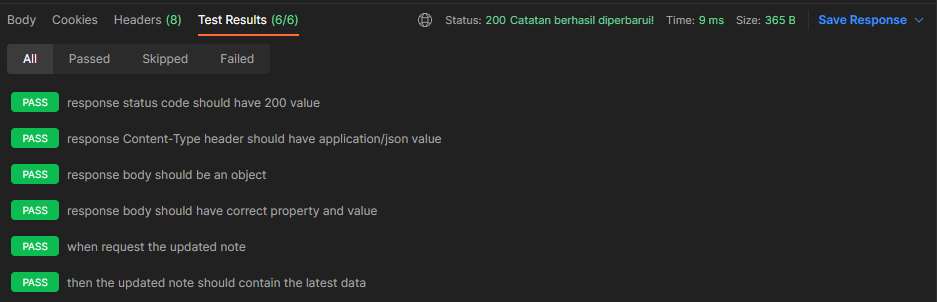 Body Cookies Headers (8) Test Results (6/6) Status: 200 Catatan berhasil diperbarui! Time: 9 ms Size: 365 B Save Response
All Passed Skipped Failed
PASS response status code should have 200 value
PASS response Content-Type header should have application/json value
PASS response body should be an object
PASS response body should have correct property and value
PASS when request the updated note
PASS then the updated note should contain the latest data